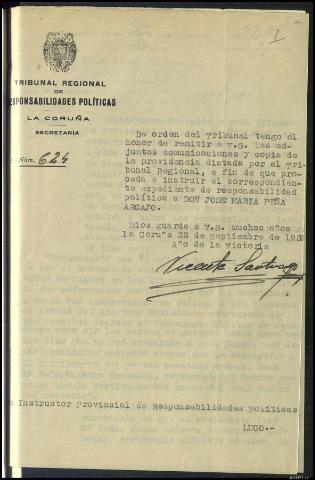 1
TRIBUNAL REGIONAL
DE
RESPONSABILIDADES POLÍTICAS
LA CORUÑA
SECRETARÍA
Núm. 624
De orden del Tribunal tengo el
honor de remitir a v.S. las ad-
juntas comunicaciones y copia de
la providencia dictada por el Tri
bunal Regional, a fin de que pro-
ceda a instruir el correspondien-
te expediente de responsabilidad
política a DON JOSE MARIA PEÑA
ARCAJO.
Dios guarde a v.S. muchos años
La Coruña 22 de septiembre de 1939
Año de la victoria
Vicente Santiago
Instructor Provincial de Responsabilidades políticas
LUGO.-